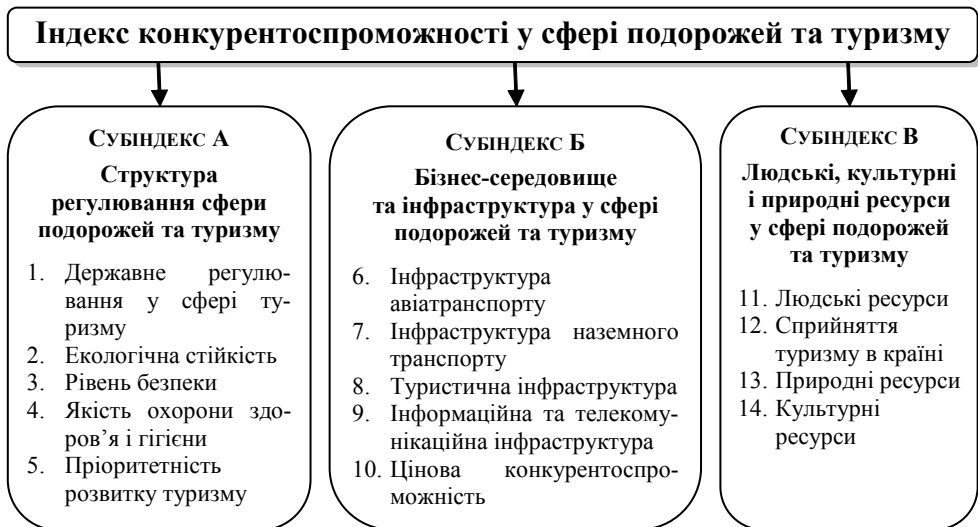 Індекс конкурентоспроможності у сфері подорожей та туризму
СУБІНДЕКС А
Структура
регулювання сфери
подорожей та туризму
1. Державне регулю-
вання у сфері ту-
ризму
2. Екологічна стійкість
3. Рівень безпеки
4. Якість охорони здо-
ров’я і гігієни
5. Пріоритетність
розвитку туризму
СУБІНДЕКС Б
Бізнес-середовище
та інфраструктура у сфері
подорожей та туризму
6. Інфраструктура
авіатранспорту
7. Інфраструктура наземного
транспорту
8. Туристична інфраструктура
9. Інформаційна та телекому-
нікаційна інфраструктура
10. Цінова конкурентоспро-
можність
СУБІНДЕКС В
Людські, культурні
і природні ресурси
у сфері подорожей
та туризму
11. Людські ресурси
12. Сприйняття
туризму в країні
13. Природні ресурси
14. Культурні
ресурси